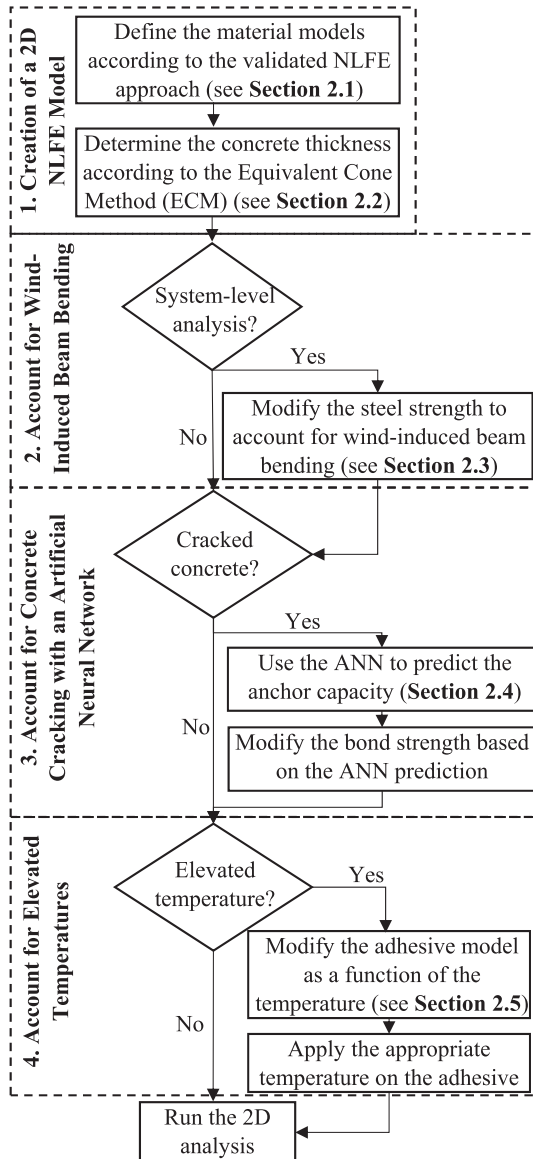 1. Creation of a 2D
NLFE Model
Define the material models
according to the validated NLFE
approach (see Section 2.1)
Determine the concrete thickness
according to the Equivalent Cone
Method (ECM) (see Section 2.2)
2. Account for Wind-
Induced Beam Bending
System-level
analysis?
Yes
No
Modify the steel strength to
account for wind-induced beam
bending (see Section 2.3)
3. Account for Concrete
Cracking with an Artificial
Neural Network
Cracked
concrete?
Yes
No
Use the ANN to predict the
anchor capacity (Section 2.4)
Modify the bond strength based
on the ANN prediction
4. Account for Elevated
Temperatures
Elevated
temperature?
Yes
No
Modify the adhesive model
as a function of the
temperature (see Section 2.5)
Apply the appropriate
temperature on the adhesive
Run the 2D
analysis